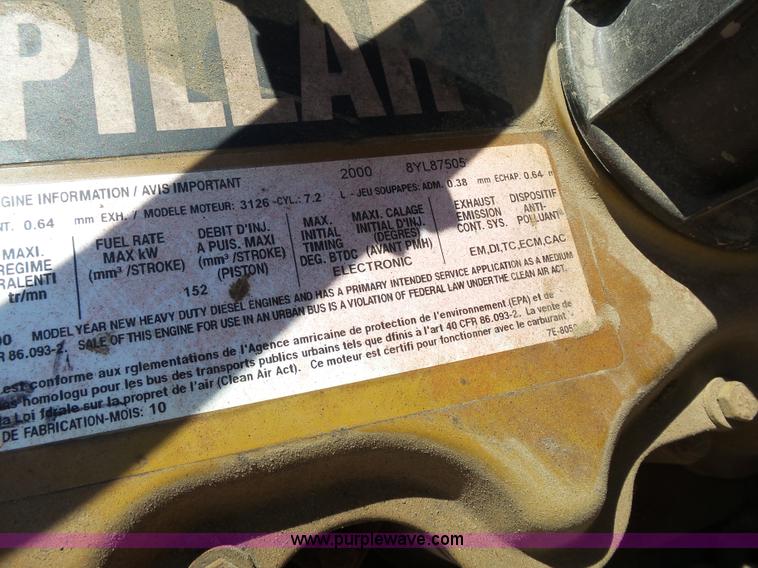 PILLAR
2000 8YL87505
GINE INFORMATION / AVIS IMPORTANT
NT. 0.64 mm EXH. / MODELE MOTEUR: 3126 -CYL.: 7.2 L - JEU SOUPAPES: ADM. 0.38 mm ECHAP. 0.64
MAXI. REGIME RALENTI tr/mn
FUEL RATE MAX kW (mm³ /STROKE)
DEBIT D'INJ. A PUIS. MAXI (mm³ /STROKE) (PISTON)
152
MAX. INITIAL TIMING DEG. BTDC
MAXI. CALAGE INITIAL D'INJ. (DEGRES) (AVANT PMH)
ELECTRONIC
EXHAUST EMISSION CONT. SYS.
DISPOSITIF ANTI-POLLUANT
EM,DI,TC,ECM,CAC
00 MODEL YEAR NEW HEAVY DUTY DIESEL ENGINES AND HAS A PRIMARY INTENDED SERVICE APPLICATION AS A MEDIUM
R 86.093-2. SALE OF THIS ENGINE FOR USE IN AN URBAN BUS IS A VIOLATION OF FEDERAL LAW UNDER THE CLEAN AIR ACT.
est conforme aux rglementations de l'Agence amricaine de protection de l'environnement (EPA) et de
as homologu pour les bus des transports publics urbains tels que dfinis à l'art 40 CFR 86.093-2. La vente de
la Loi fdrale sur la propret de l'air (Clean Air Act). Ce moteur est certifi pour fonctionner avec le carburant
DE FABRICATION-MOIS: 10
7E-805
www.purplewave.com